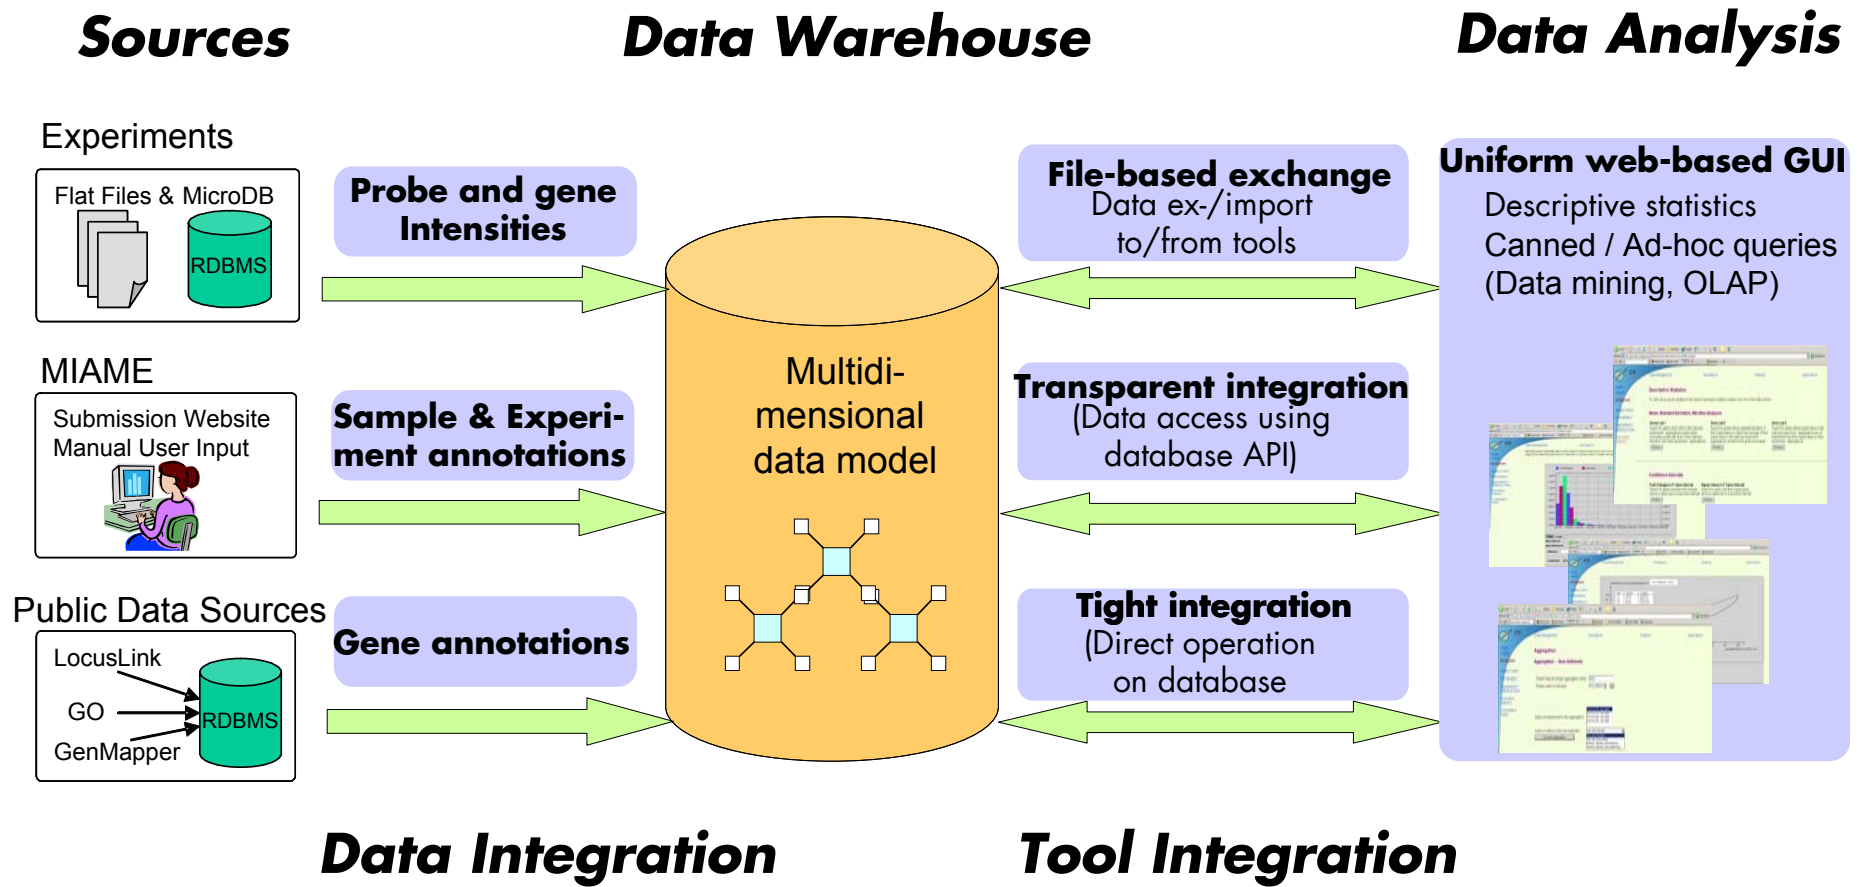 Sources
Data Warehouse
Data Analysis
Experiments
Flat Files & MicroDB
RDBMS
Probe and gene
Intensities
MIAME
Submission Website
Manual User Input
Sample & Experi-
ment annotations
Public Data Sources
LocusLink
GO
GenMapper
RDBMS
Gene annotations
Multidi-
mensional
data model
File-based exchange
Data ex-/import
to/from tools
Transparent integration
(Data access using
database API)
Tight integration
(Direct operation
on database
Uniform web-based GUI
Descriptive statistics
Canned / Ad-hoc queries
(Data mining, OLAP)
Data Integration
Tool Integration